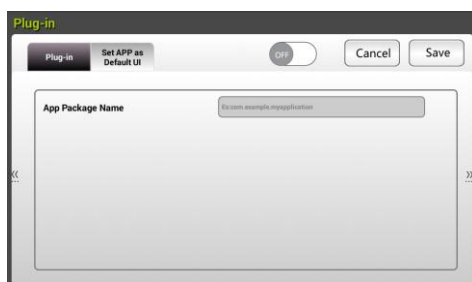 Plug-in
Plug-in
Set APP as
Default UI
OFF
Cancel
Save
App Package Name
Ex:com.example.myapplication
«
»